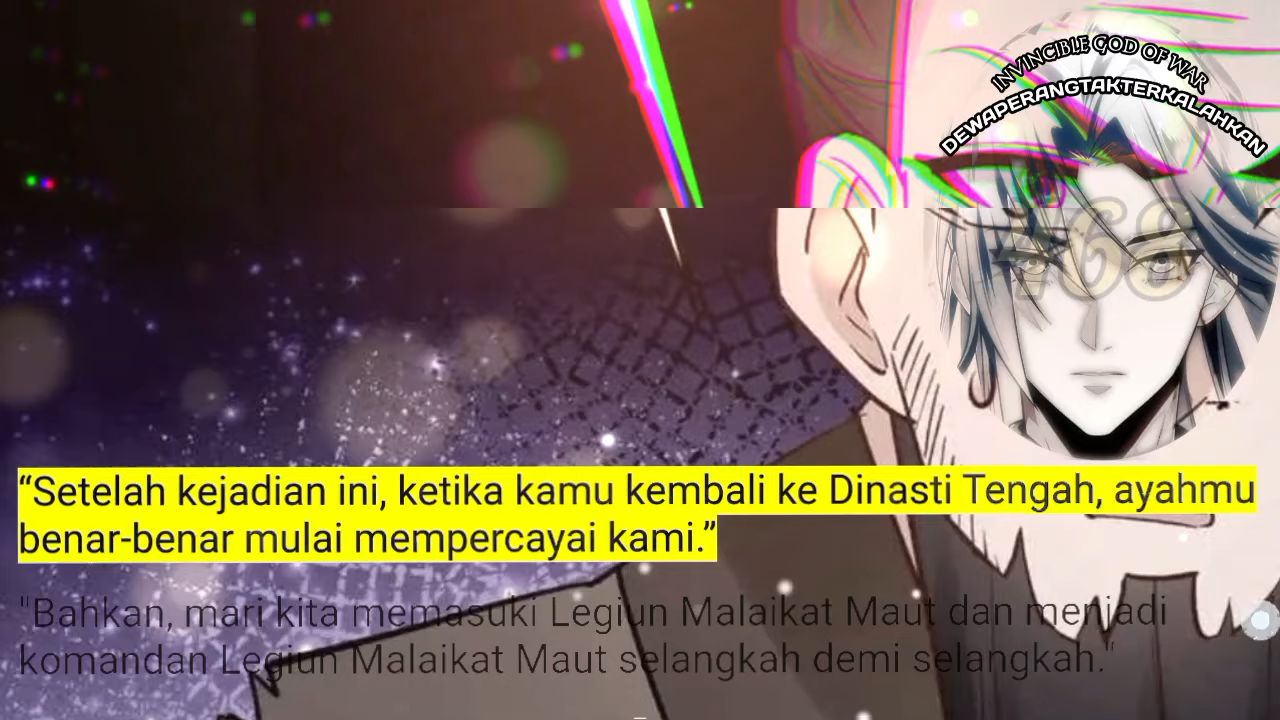 INVINCIBLE GOD OF WAR
DEWAPERANGTAKTERKALAHKAN
768
“Setelah kejadian ini, ketika kamu kembali ke Dinasti Tengah, ayahmu
benar-benar mulai mempercayai kami.”
"Bahkan, mari kita memasuki Legiun Malaikat Maut dan menjadi
komandan Legiun Malaikat Maut selangkah demi selangkah."